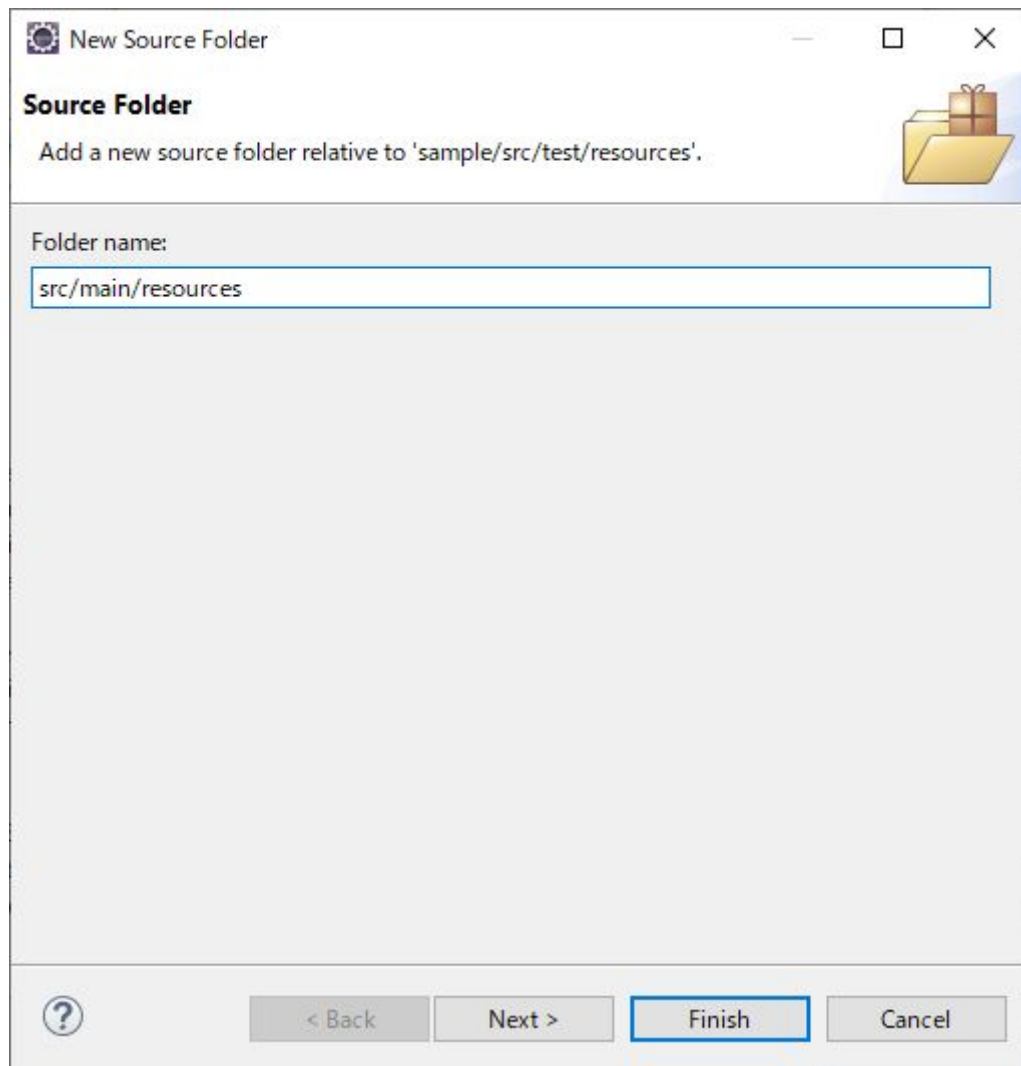 New Source Folder
Source Folder
Add a new source folder relative to 'sample/src/test/resources'.
Folder name:
src/main/resources
?
< Back
Next >
Finish
Cancel